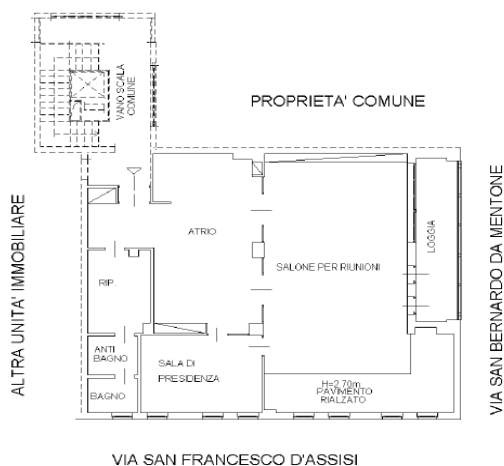 VANO SCALA
COMUNE
PROPRIETA' COMUNE
ALTRA UNITA' IMMOBILIARE
ATRIO
SALONE PER RIUNIONI
LOGGIA
VIA SAN BERNARDO DA MENTONE
RIP.
ANTI
BAGNO
BAGNO
SALA DI
PRESIDENZA
H=2.70m
PAVIMENTO
RIALZATO
VIA SAN FRANCESCO D'ASSISI